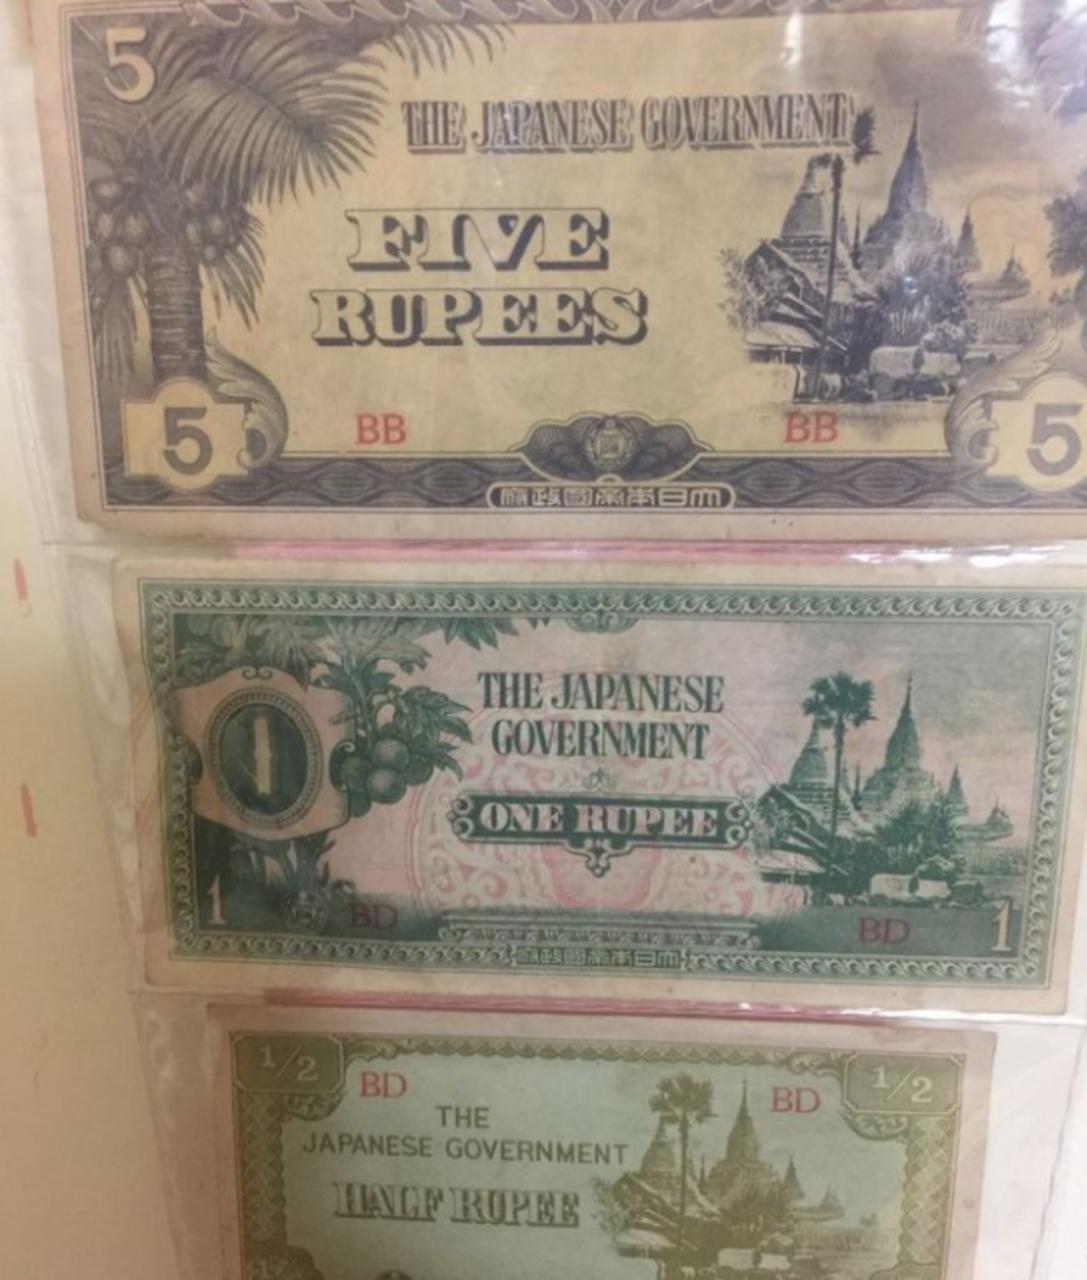 5
THE JAPANESE GOVERNMENT
FIVE
RUPEES
BB BB
5 5
府政國帝本日大
THE JAPANESE
GOVERNMENT
1
ONE RUPEE
1 BD BD 1
府政國帝本日大
1/2 BD BD 1/2
THE
JAPANESE GOVERNMENT
HALF RUPEE